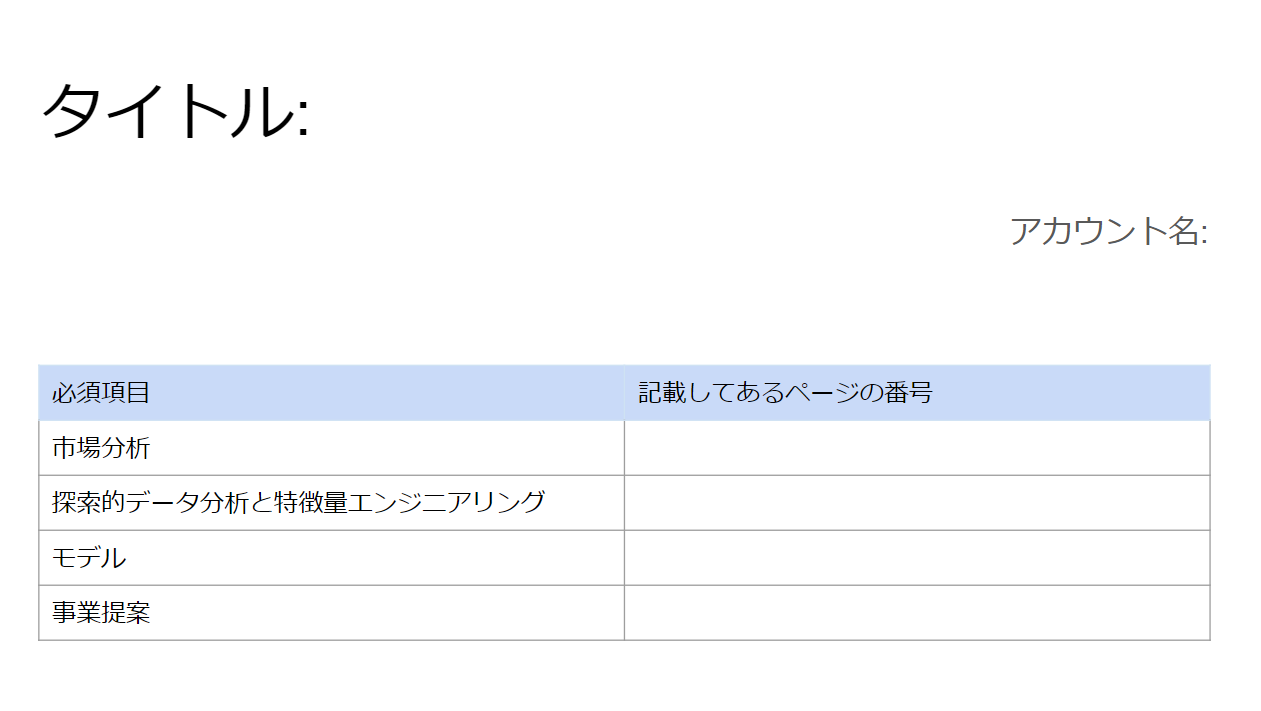 タイトル:
アカウント名:
必須項目 記載してあるページの番号
市場分析
探索的データ分析と特徴量エンジニアリング
モデル
事業提案